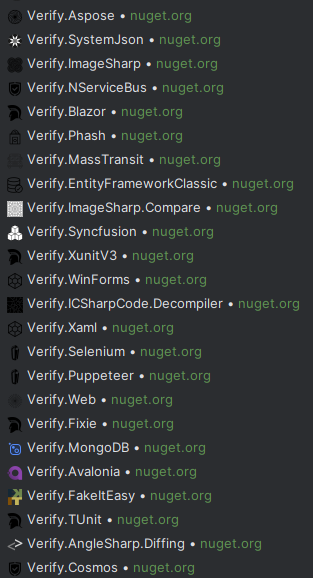 Verify.Aspose • nuget.org
Verify.SystemJson • nuget.org
Verify.ImageSharp • nuget.org
Verify.NServiceBus • nuget.org
Verify.Blazor • nuget.org
Verify.Phash • nuget.org
Verify.MassTransit • nuget.org
Verify.EntityFrameworkClassic • nuget.org
Verify.ImageSharp.Compare • nuget.org
Verify.Syncfusion • nuget.org
Verify.XunitV3 • nuget.org
Verify.WinForms • nuget.org
Verify.ICSharpCode.Decompiler • nuget.org
Verify.Xaml • nuget.org
Verify.Selenium • nuget.org
Verify.Puppeteer • nuget.org
Verify.Web • nuget.org
Verify.Fixie • nuget.org
Verify.MongoDB • nuget.org
Verify.Avalonia • nuget.org
Verify.FakeItEasy • nuget.org
Verify.TUnit • nuget.org
Verify.AngleSharp.Diffing • nuget.org
Verify.Cosmos • nuget.org